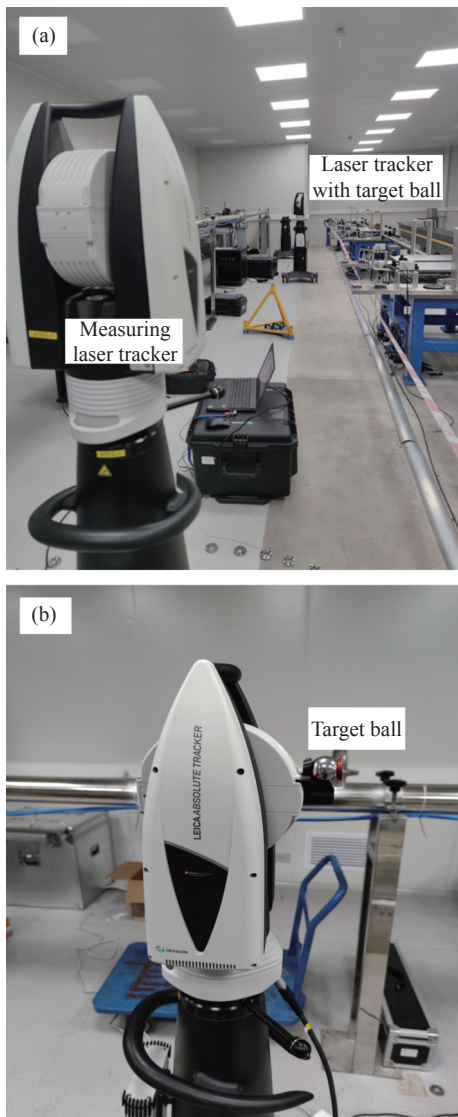 (a)
Laser tracker
with target ball
Measuring
laser tracker
(b)
Target ball
LEICA ABSOLUTE TRACKER
HEXAGON